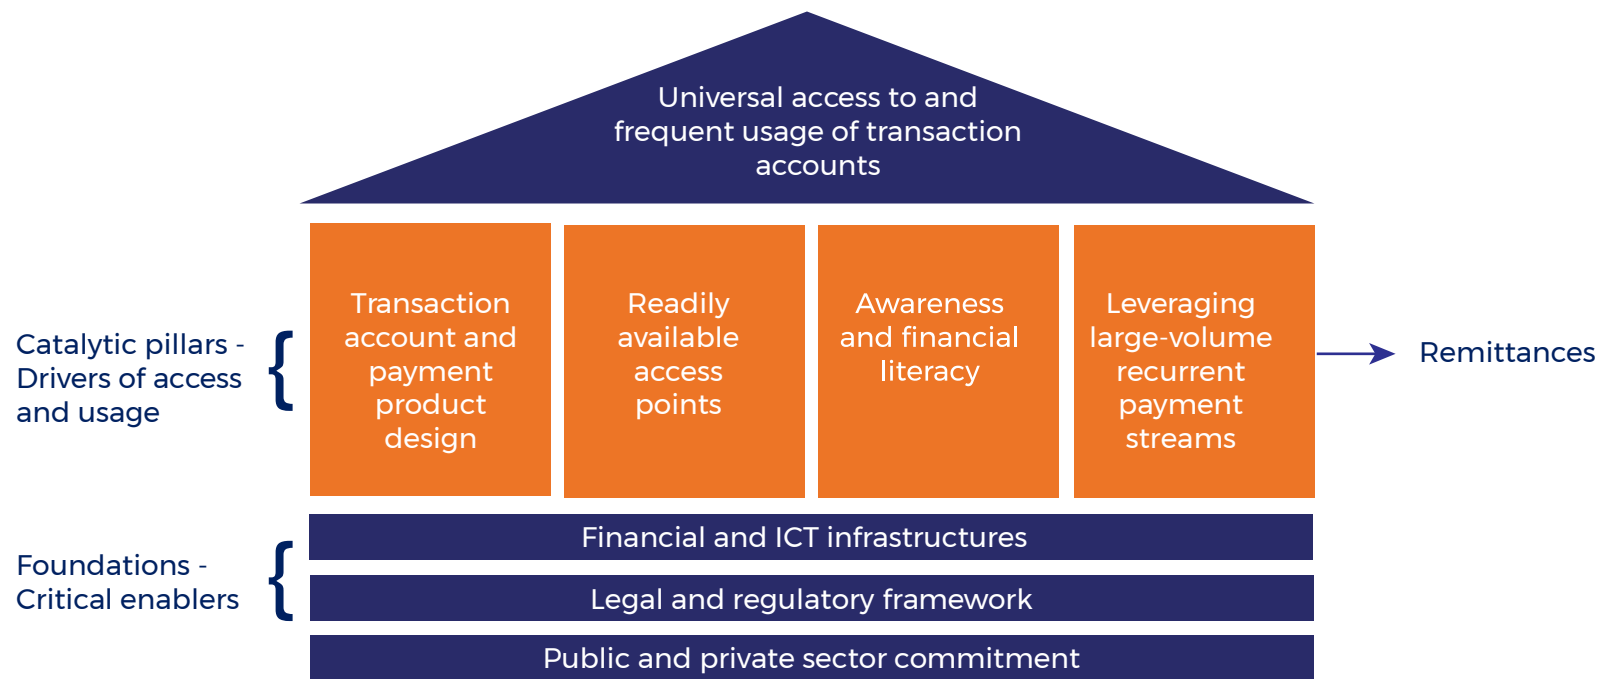 Universal access to and
frequent usage of transaction
accounts
Catalytic pillars -
Drivers of access
and usage
{
Transaction
account and
payment
product
design
Readily
available
access
points
Awareness
and financial
literacy
Leveraging
large-volume
recurrent
payment
streams
Remittances
Foundations -
Critical enablers
{
Financial and ICT infrastructures
Legal and regulatory framework
Public and private sector commitment